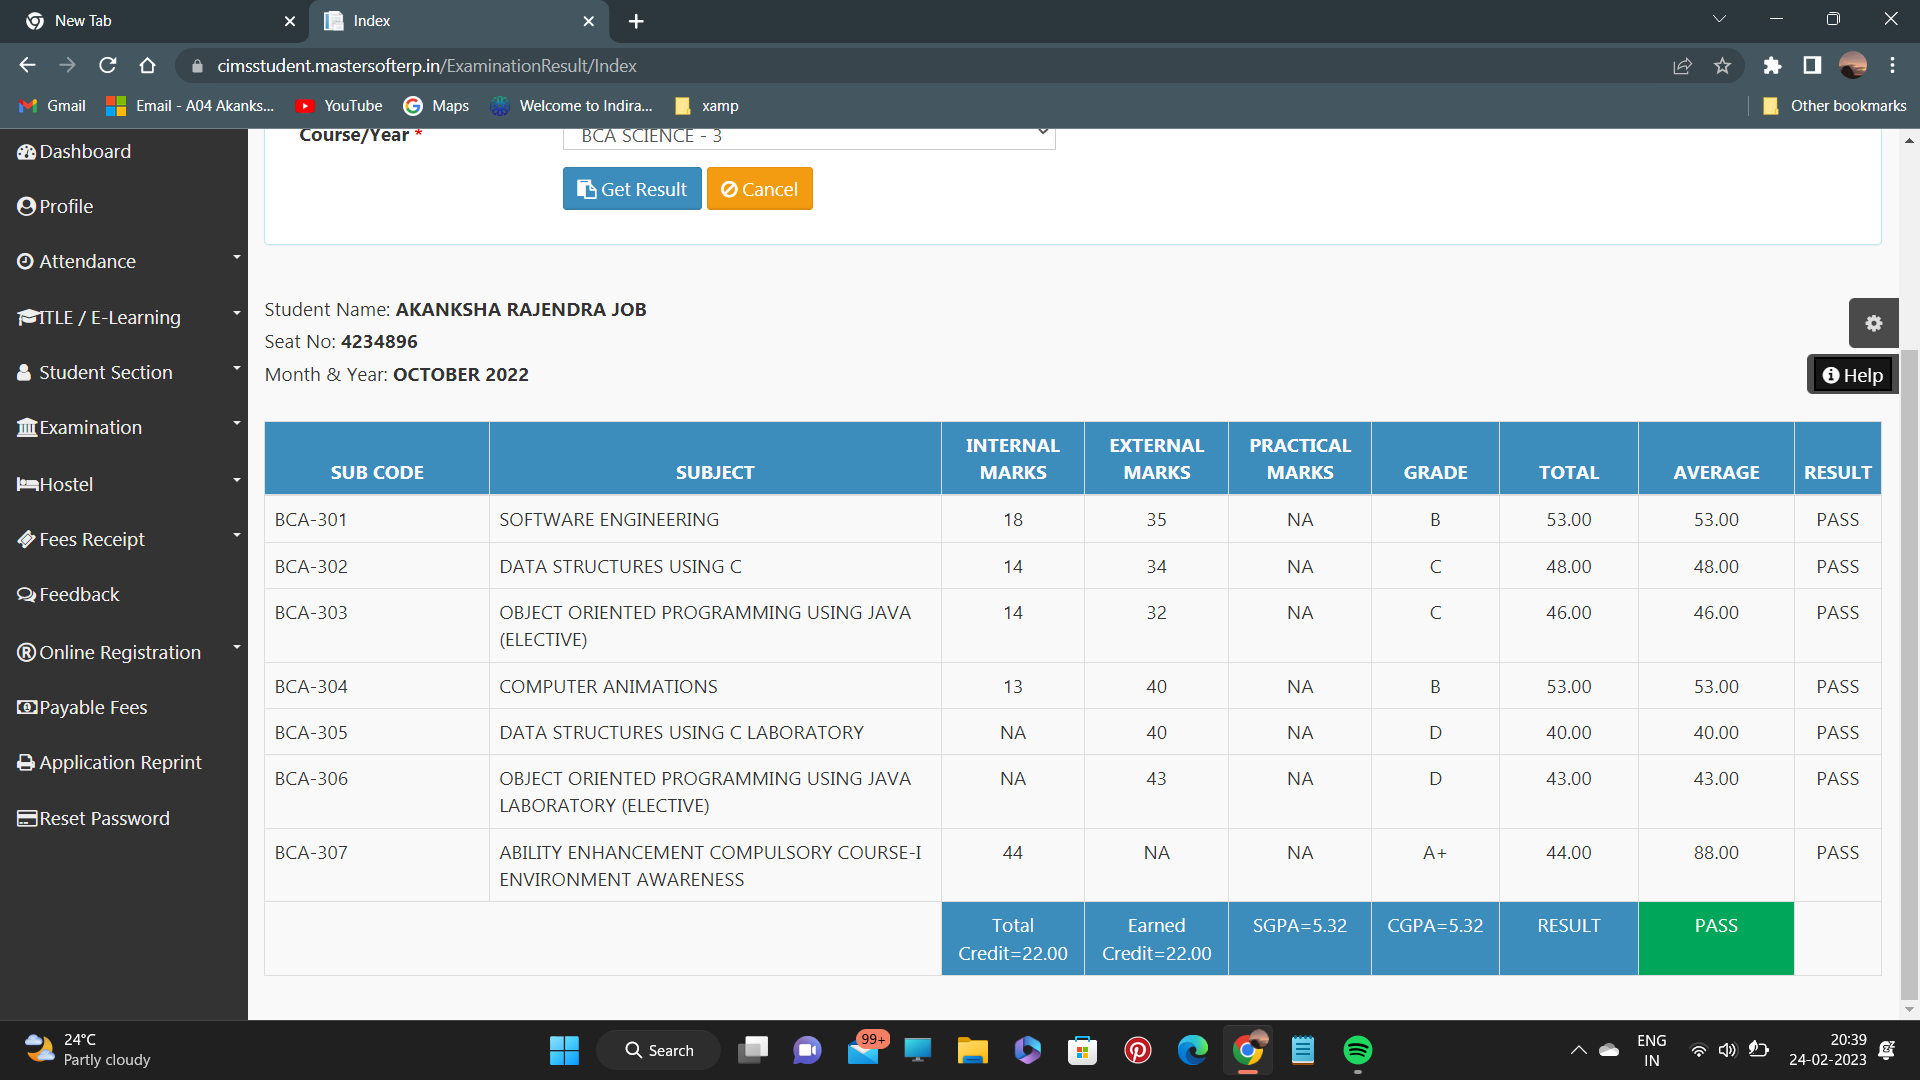 New Tab
Index
cimsstudent.mastersofterp.in/ExaminationResult/Index
Gmail
Email - A04 Akanks...
YouTube
Maps
Welcome to Indira...
xamp
Other bookmarks
Course/Year *
BCA SCIENCE - 3
Get Result
Cancel
Dashboard
Profile
Attendance
ITLE / E-Learning
Student Section
Examination
Hostel
Fees Receipt
Feedback
Online Registration
Payable Fees
Application Reprint
Reset Password
Student Name: AKANKSHA RAJENDRA JOB
Seat No: 4234896
Month & Year: OCTOBER 2022
Help
SUB CODE SUBJECT INTERNAL MARKS EXTERNAL MARKS PRACTICAL MARKS GRADE TOTAL AVERAGE RESULT
BCA-301 SOFTWARE ENGINEERING 18 35 NA B 53.00 53.00 PASS
BCA-302 DATA STRUCTURES USING C 14 34 NA C 48.00 48.00 PASS
BCA-303 OBJECT ORIENTED PROGRAMMING USING JAVA 14 32 NA C 46.00 46.00 PASS
(ELECTIVE)
BCA-304 COMPUTER ANIMATIONS 13 40 NA B 53.00 53.00 PASS
BCA-305 DATA STRUCTURES USING C LABORATORY NA 40 NA D 40.00 40.00 PASS
BCA-306 OBJECT ORIENTED PROGRAMMING USING JAVA NA 43 NA D 43.00 43.00 PASS
LABORATORY (ELECTIVE)
BCA-307 ABILITY ENHANCEMENT COMPULSORY COURSE-I 44 NA NA A+ 44.00 88.00 PASS
ENVIRONMENT AWARENESS
Total Earned SGPA=5.32 CGPA=5.32 RESULT PASS
Credit=22.00 Credit=22.00
24°C
Partly cloudy
Search
99+
ENG
IN
20:39
24-02-2023